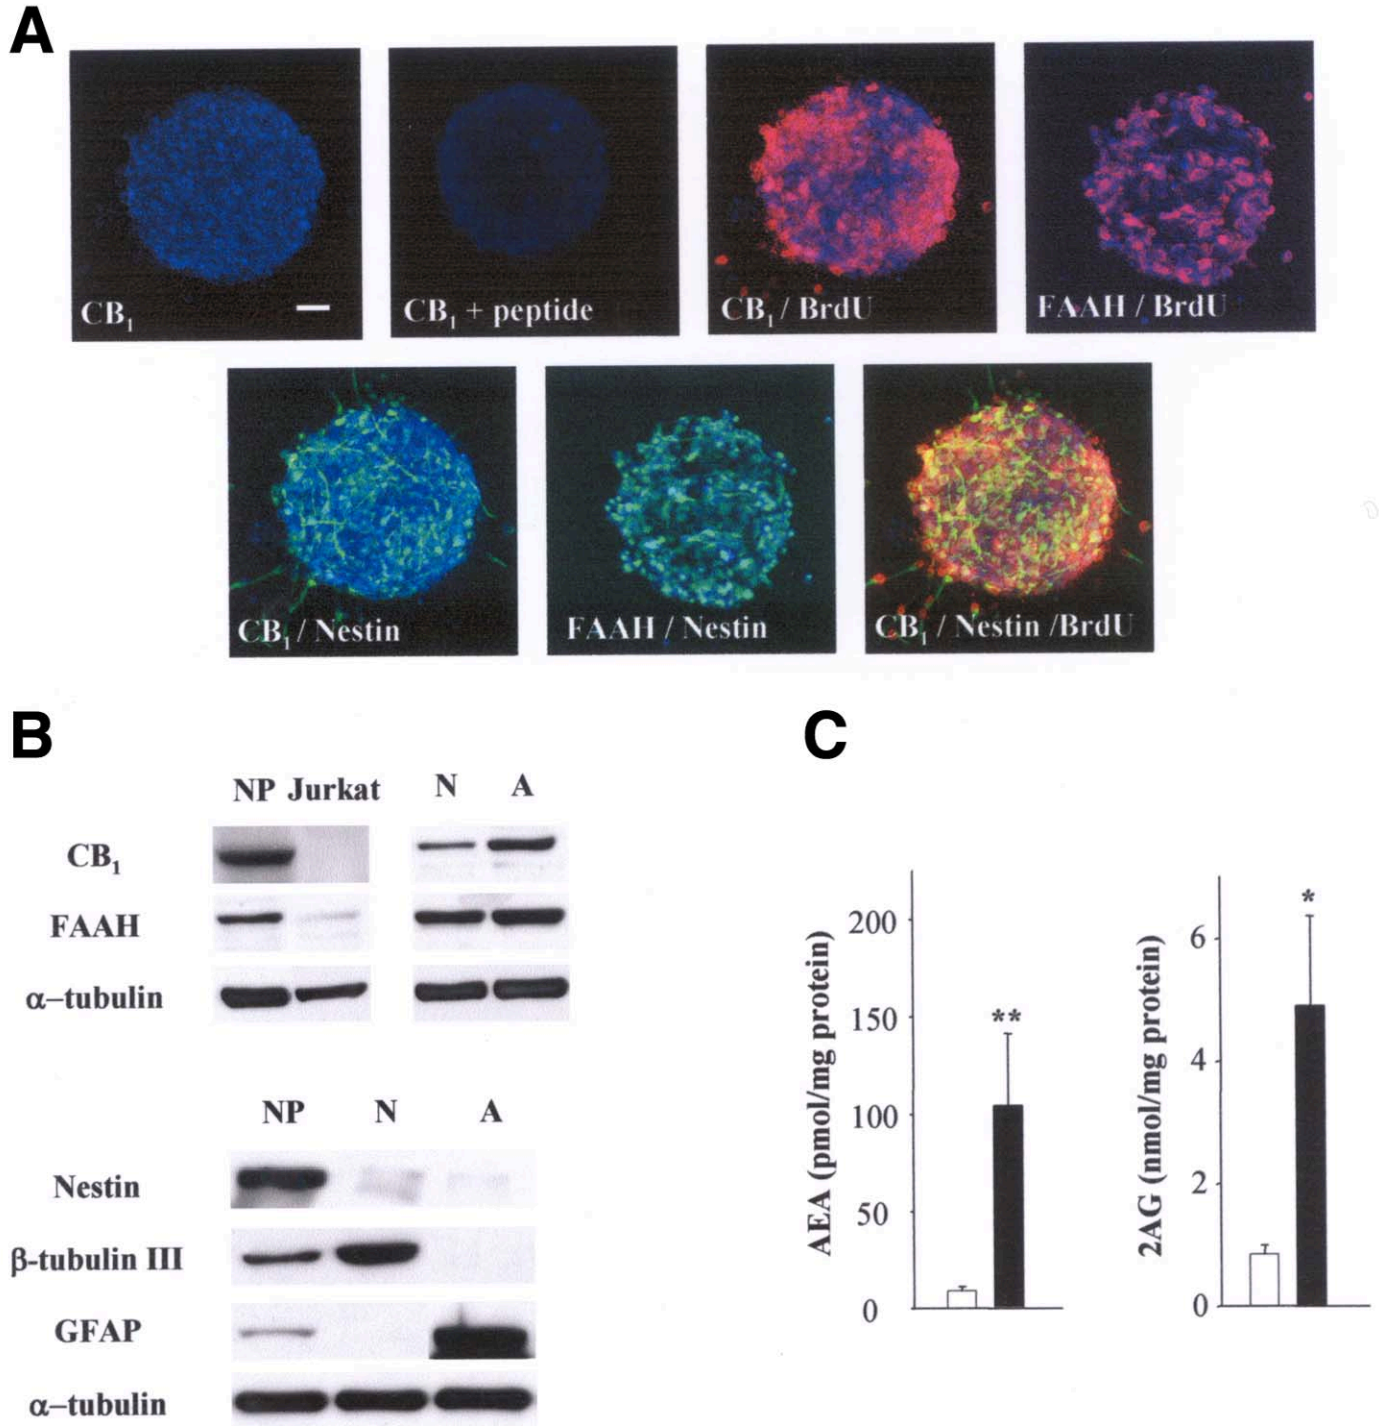 A
CB₁
CB₁ + peptide
CB₁ / BrdU
FAAH / BrdU
CB₁ / Nestin
FAAH / Nestin
CB₁ / Nestin /BrdU
B
NP Jurkat N A
CB₁
FAAH
α–tubulin
NP N A
Nestin
β-tubulin III
GFAP
α–tubulin
C
AEA (pmol/mg protein)
200
150
100
50
0
**
2AG (nmol/mg protein)
6
4
2
0
*